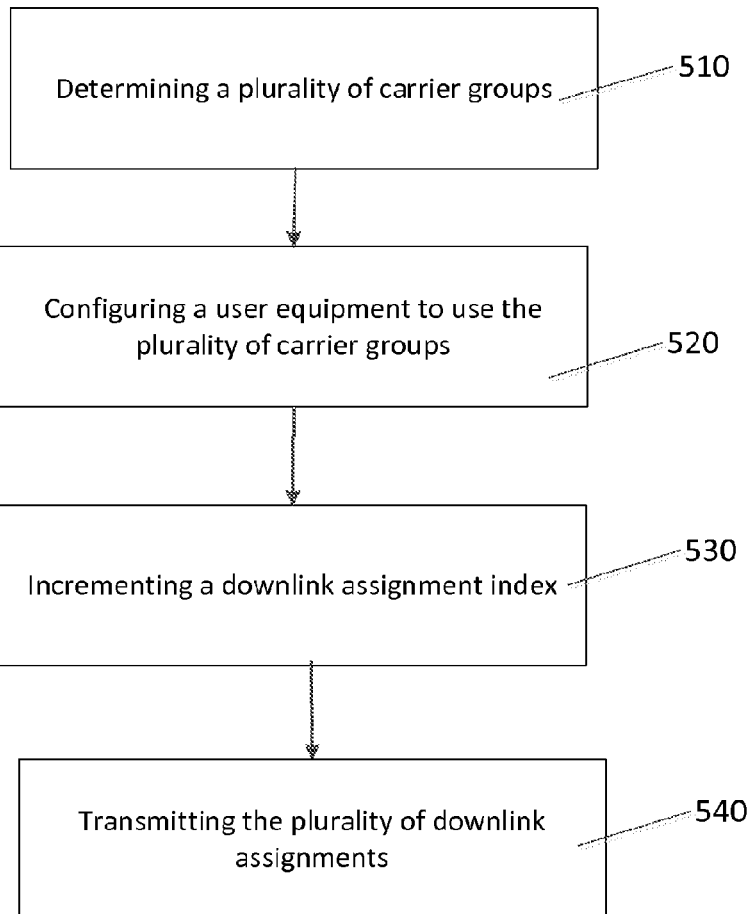 Determining a plurality of carrier groups
510
Configuring a user equipment to use the
plurality of carrier groups
520
Incrementing a downlink assignment index
530
Transmitting the plurality of downlink
assignments
540